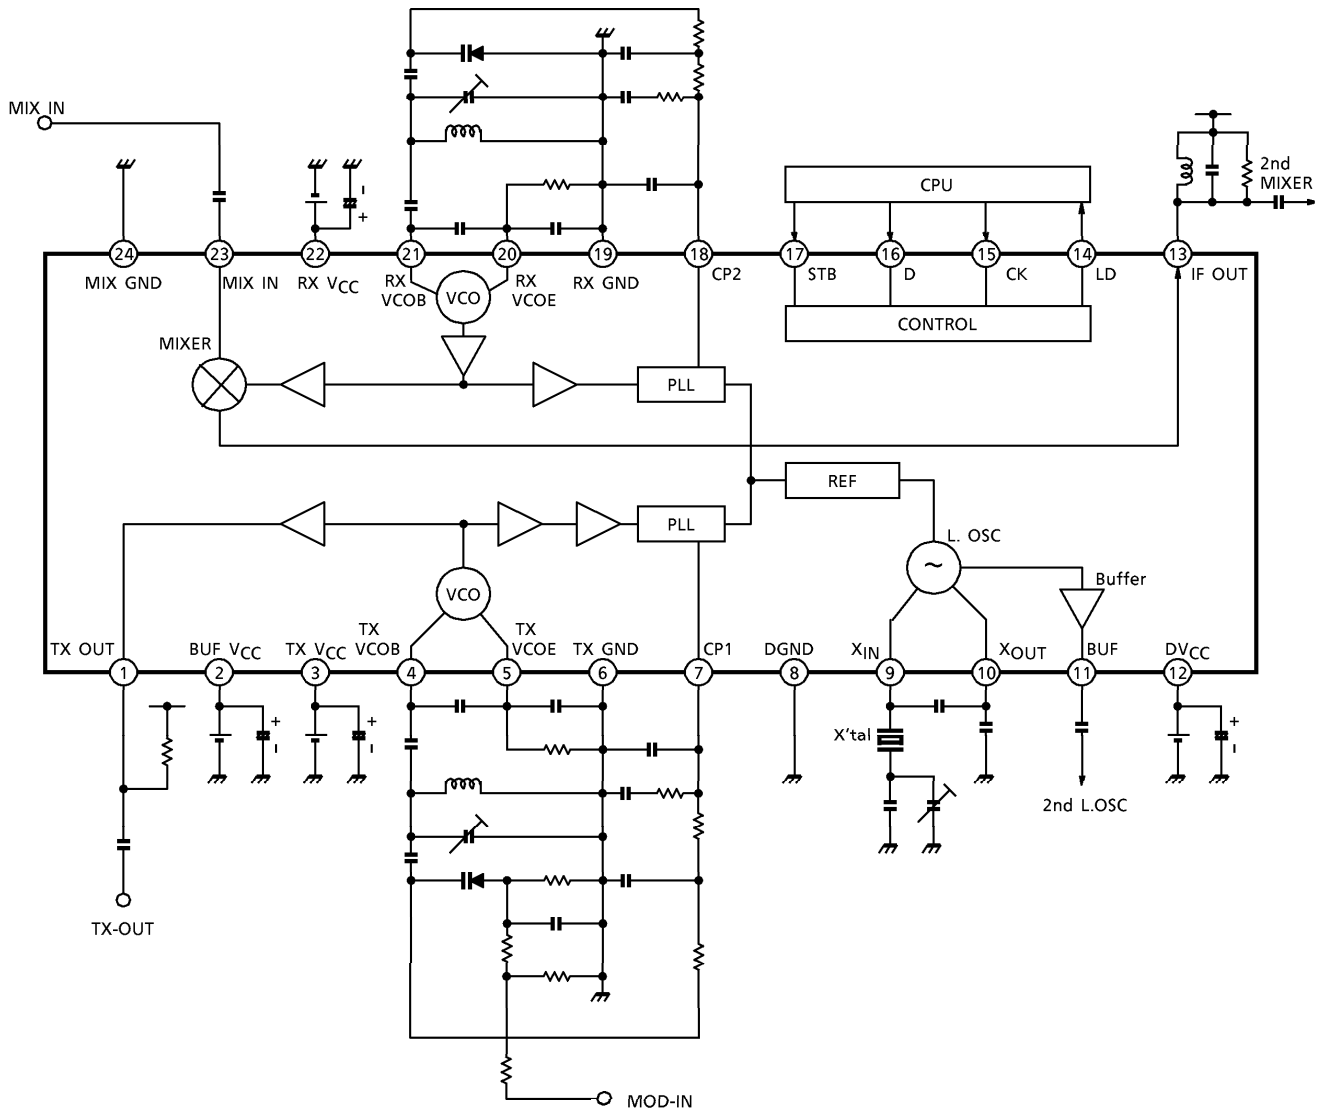 MIX IN
CPU
2nd
MIXER
24
23
22
21
20
19
18
17
16
15
14
13
MIX GND
MIX IN
RX VCC
RX
VCOB
VCO
RX
VCOE
RX GND
CP2
STB
D
CK
LD
IF OUT
CONTROL
MIXER
PLL
REF
PLL
L. OSC
~
Buffer
VCO
TX OUT
BUF VCC
TX VCC
TX
VCOB
TX
VCOE
TX GND
CP1
DGND
XIN
XOUT
BUF
DVCC
1
2
3
4
5
6
7
8
9
10
11
12
X'tal
2nd L.OSC
TX-OUT
MOD-IN